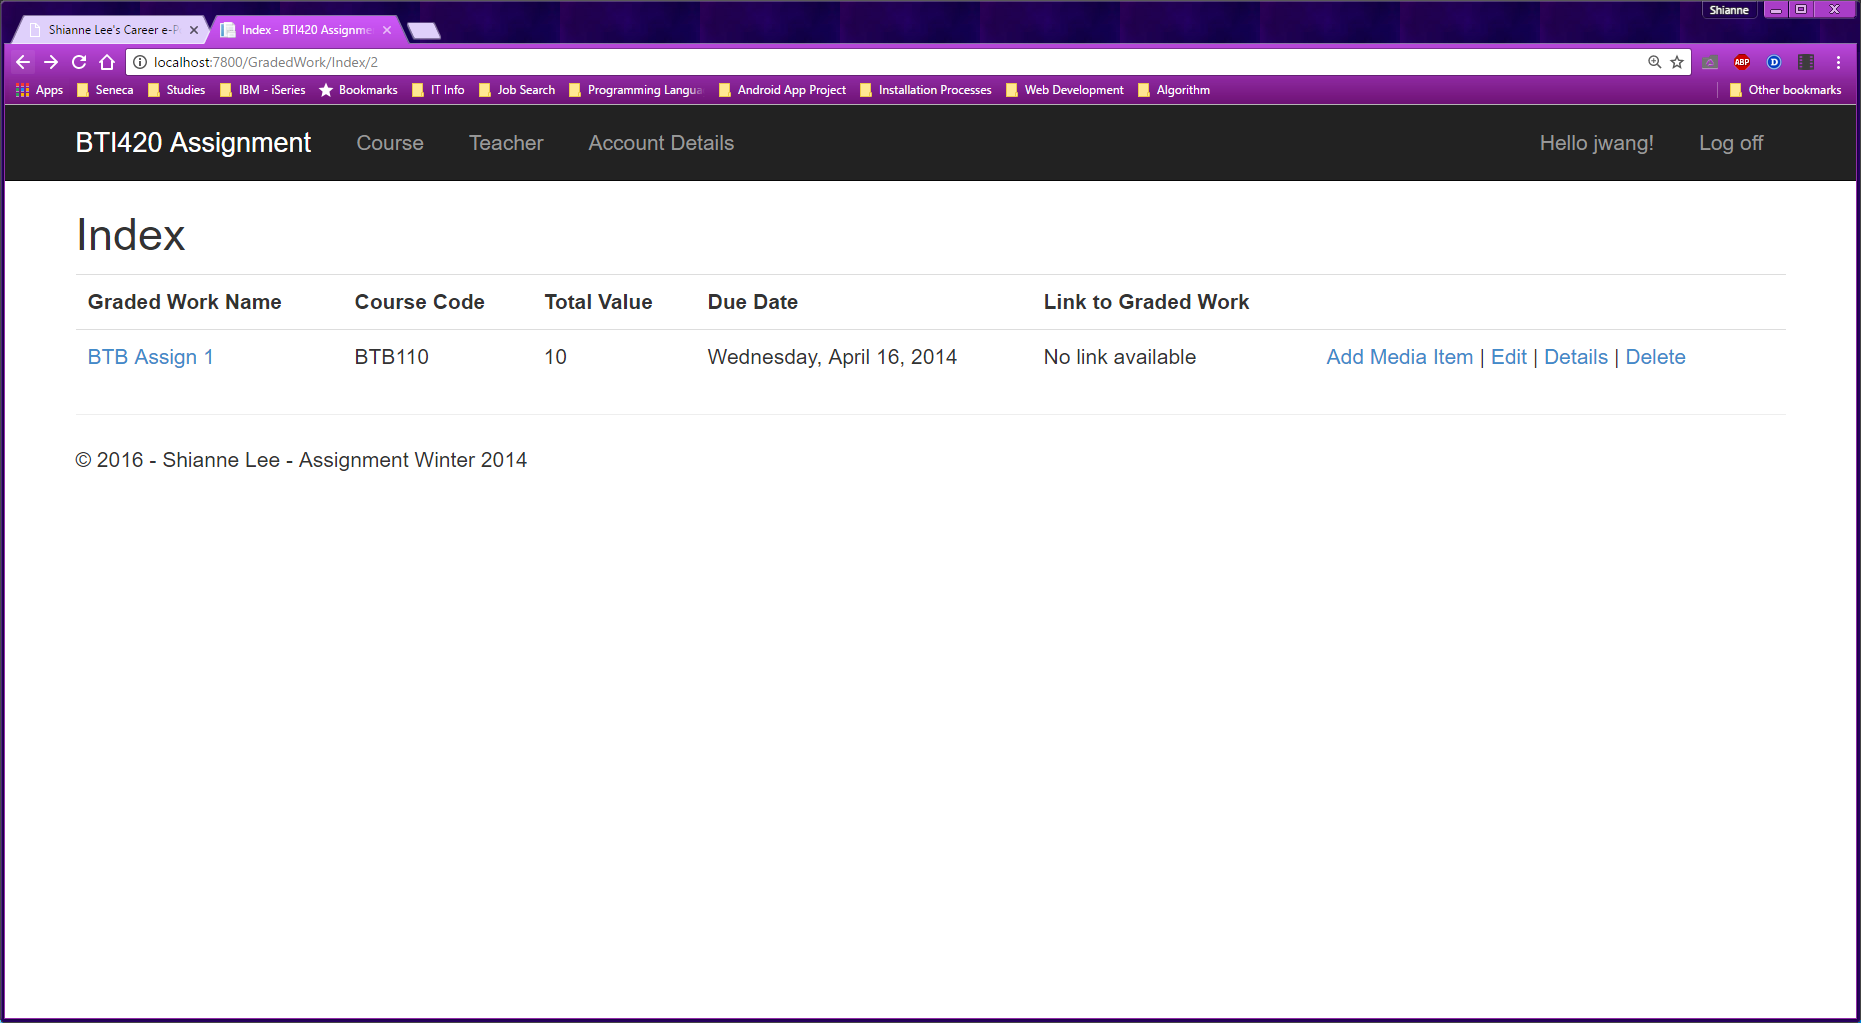 Shianne
Shianne Lee's Career e-P
Index - BTI420 Assignme
localhost:7800/GradedWork/Index/2
ABP
D
Apps Seneca Studies IBM - iSeries Bookmarks IT Info Job Search Programming Langua Android App Project Installation Processes Web Development Algorithm Other bookmarks
BTI420 Assignment Course Teacher Account Details Hello jwang! Log off
Index
Graded Work Name Course Code Total Value Due Date Link to Graded Work
BTB Assign 1 BTB110 10 Wednesday, April 16, 2014 No link available Add Media Item | Edit | Details | Delete
© 2016 - Shianne Lee - Assignment Winter 2014